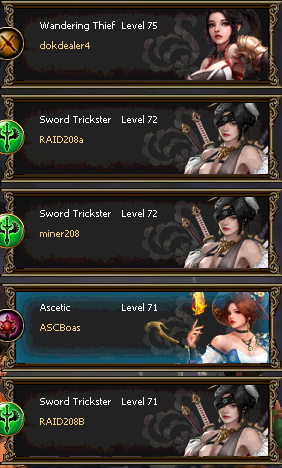 Wandering Thief Level 75
dokdealer4
Sword Trickster Level 72
RAID208a
Sword Trickster Level 72
miner208
Ascetic Level 71
ASCBoas
Sword Trickster Level 71
RAID208B